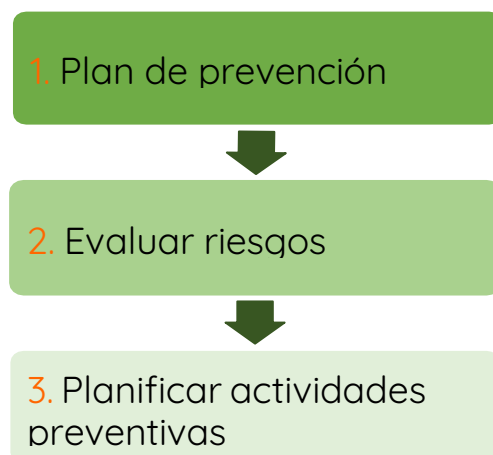 1. Plan de prevención
2. Evaluar riesgos
3. Planificar actividades
preventivas